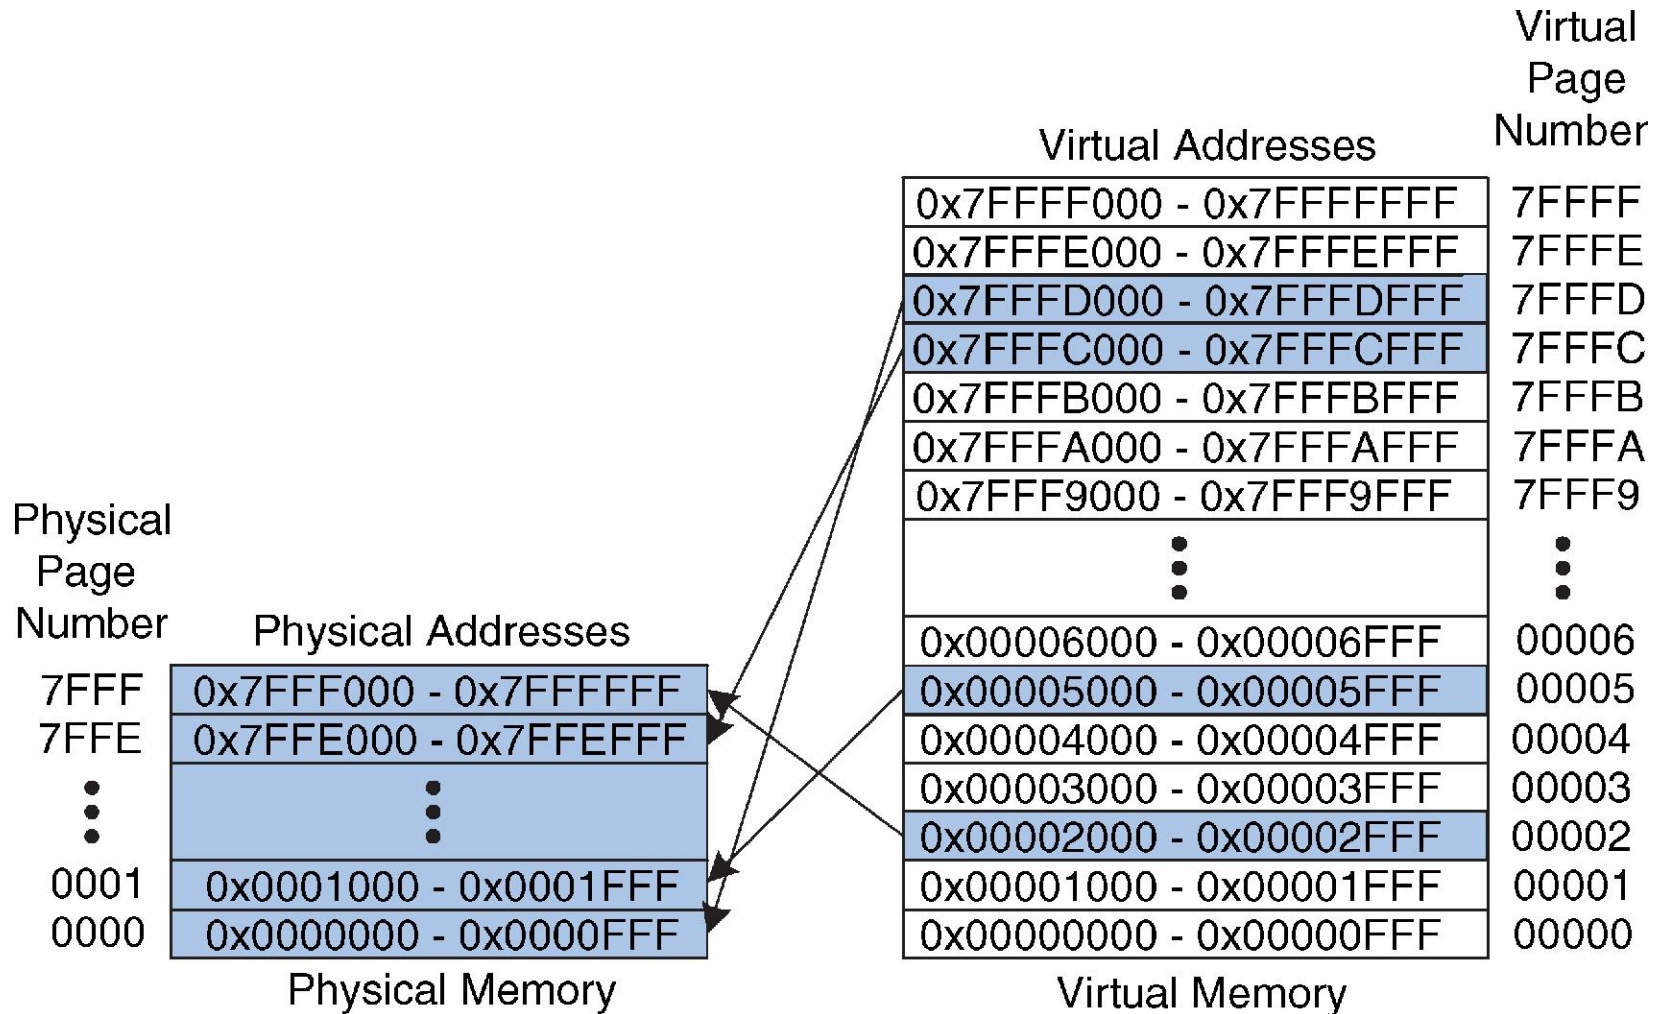 Virtual
Page
Number
Virtual Addresses
0x7FFFF000 - 0x7FFFFFFF 7FFFF
0x7FFFE000 - 0x7FFFEFFF 7FFFE
0x7FFFD000 - 0x7FFFDFFF 7FFFD
0x7FFFC000 - 0x7FFFCFFF 7FFFC
0x7FFFB000 - 0x7FFFBFFF 7FFFB
0x7FFFA000 - 0x7FFFAFFF 7FFFA
0x7FFF9000 - 0x7FFF9FFF 7FFF9
0x00006000 - 0x00006FFF 00006
0x00005000 - 0x00005FFF 00005
0x00004000 - 0x00004FFF 00004
0x00003000 - 0x00003FFF 00003
0x00002000 - 0x00002FFF 00002
0x00001000 - 0x00001FFF 00001
0x00000000 - 0x00000FFF 00000
Virtual Memory
Physical
Page
Number
Physical Addresses
7FFF 0x7FFF000 - 0x7FFFFFF
7FFE 0x7FFE000 - 0x7FFEFFF
0001 0x0001000 - 0x0001FFF
0000 0x0000000 - 0x0000FFF
Physical Memory